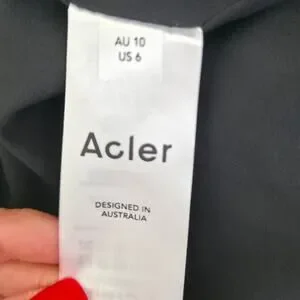 AU 10
US 6
Acler
DESIGNED IN
AUSTRALIA